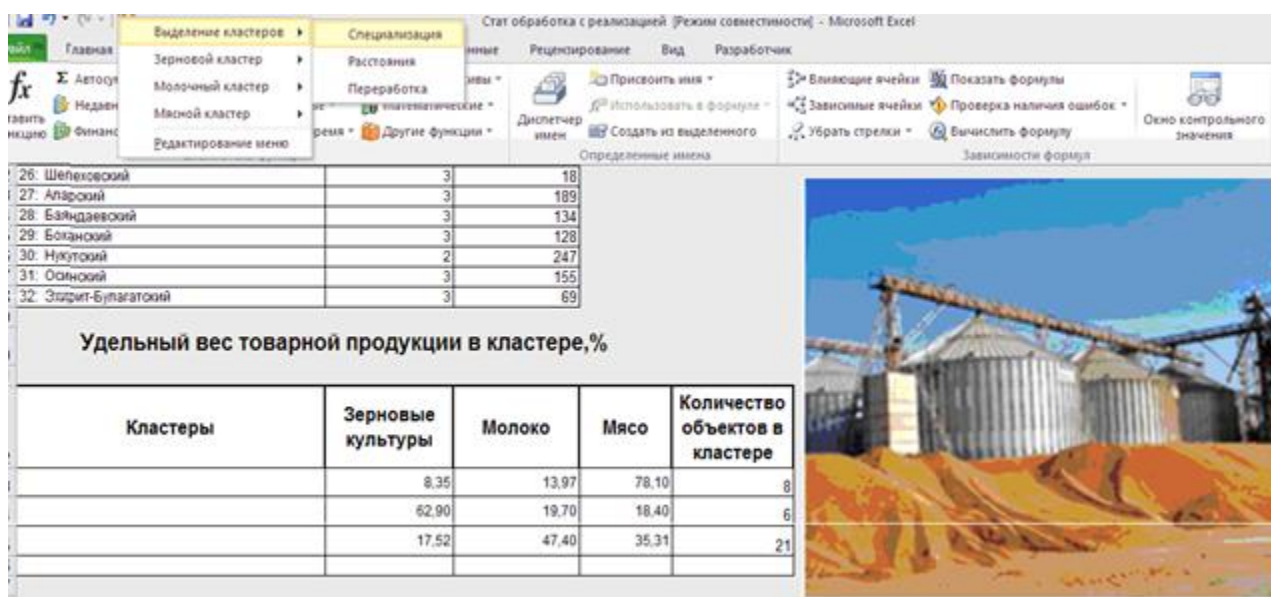 Стат обработка с реализацией [Режим совместимости] - Microsoft Excel
Выделение кластеров
Специализация
Главная
нные
Рецензирование
Вид
Разработчик
Зерновой кластер
Расстояния
Молочный кластер
Переработка
Мясной кластер
Редактирование меню
fx
Σ Автосу
Недавн
Финанс
математические
Другие функции
Диспетчер
имен
Присвоить имя
Использовать в формуле
Создать из выделенного
Определенные имена
Влияющие ячейки
Зависимые ячейки
Убрать стрелки
Показать формулы
Проверка наличия ошибок
Вычислить формулу
Зависимости формул
Окно контрольного
значения
26: Шелеховский 3 18
27: Аларский 3 189
28: Баяндаевский 3 134
29: Боханский 3 128
30: Нукутский 2 247
31: Осинский 3 155
32: Эхирит-Булагатский 3 69
Удельный вес товарной продукции в кластере,%
Кластеры
Зерновые
культуры
Молоко
Мясо
Количество
объектов в
кластере
8,35 13,97 78,10 8
62,90 19,70 18,40 6
17,52 47,40 35,31 21